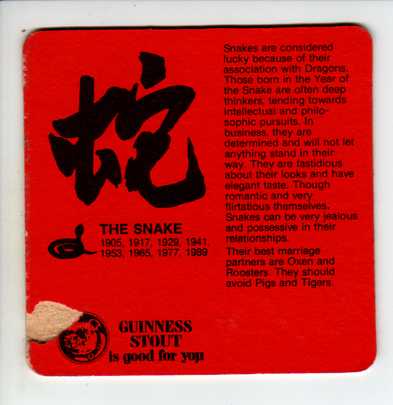 蛇
THE SNAKE
1905, 1917, 1929, 1941,
1953, 1965, 1977, 1989
Snakes are considered
lucky because of their
association with Dragons.
Those born in the Year of
the Snake are often deep
thinkers, tending towards
intellectual and philo-
sophic pursuits. In
business, they are
determined and will not let
anything stand in their
way. They are fastidious
about their looks and have
elegant taste. Though
romantic and very
flirtatious themselves,
Snakes can be very jealous
and possessive in their
relationships.
Their best marriage
partners are Oxen and
Roosters. They should
avoid Pigs and Tigers.
GUINNESS
STOUT
is good for you